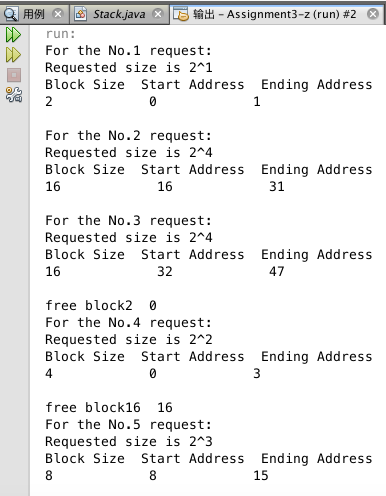 用例 Stack.java 输出 – Assignment3-z (run) #2
run:
For the No.1 request:
Requested size is 2^1
Block Size  Start Address  Ending Address
2  0  1
For the No.2 request:
Requested size is 2^4
Block Size  Start Address  Ending Address
16  16  31
For the No.3 request:
Requested size is 2^4
Block Size  Start Address  Ending Address
16  32  47
free block2  0
For the No.4 request:
Requested size is 2^2
Block Size  Start Address  Ending Address
4  0  3
free block16  16
For the No.5 request:
Requested size is 2^3
Block Size  Start Address  Ending Address
8  8  15